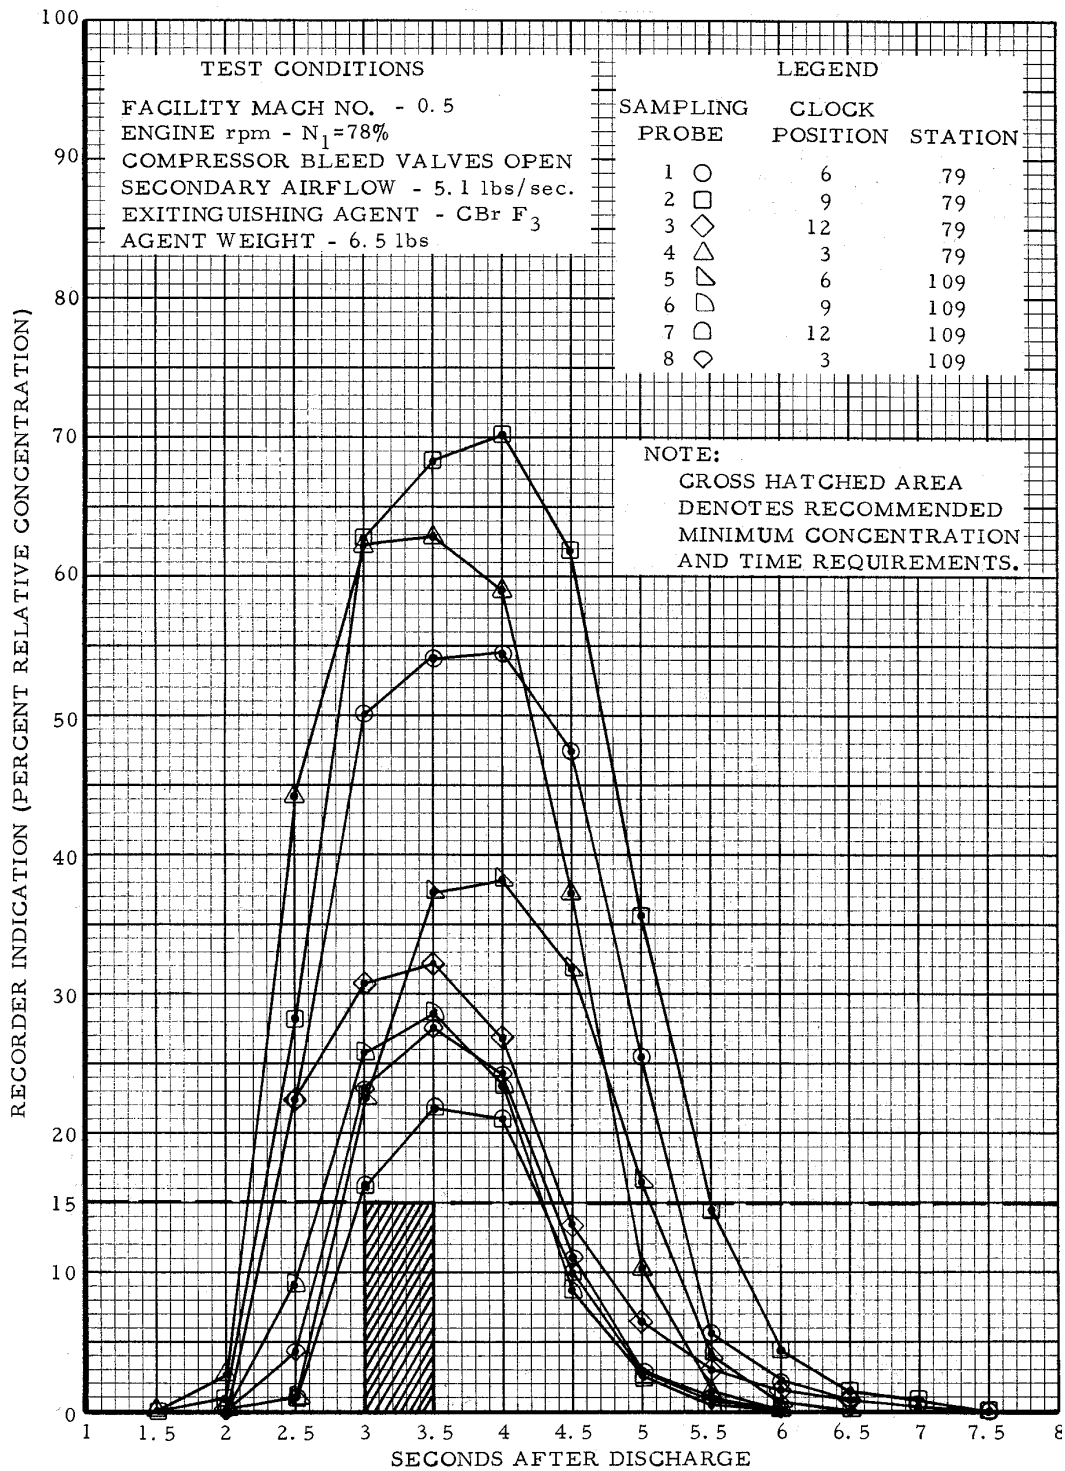 TEST CONDITIONS
FACILITY MACH NO. - 0.5
ENGINE rpm - N1=78%
COMPRESSOR BLEED VALVES OPEN
SECONDARY AIRFLOW - 5.1 lbs/sec.
EXITINGUISHING AGENT - CBr F3
AGENT WEIGHT - 6.5 lbs
LEGEND
SAMPLING PROBE CLOCK POSITION STATION
1 6 79
2 9 79
3 12 79
4 3 79
5 6 109
6 9 109
7 12 109
8 3 109
NOTE:
CROSS HATCHED AREA
DENOTES RECOMMENDED
MINIMUM CONCENTRATION
AND TIME REQUIREMENTS.
RECORDER INDICATION (PERCENT RELATIVE CONCENTRATION)
100
90
80
70
60
50
40
30
20
15
10
0
1 1.5 2 2.5 3 3.5 4 4.5 5 5.5 6 6.5 7 7.5 8
SECONDS AFTER DISCHARGE